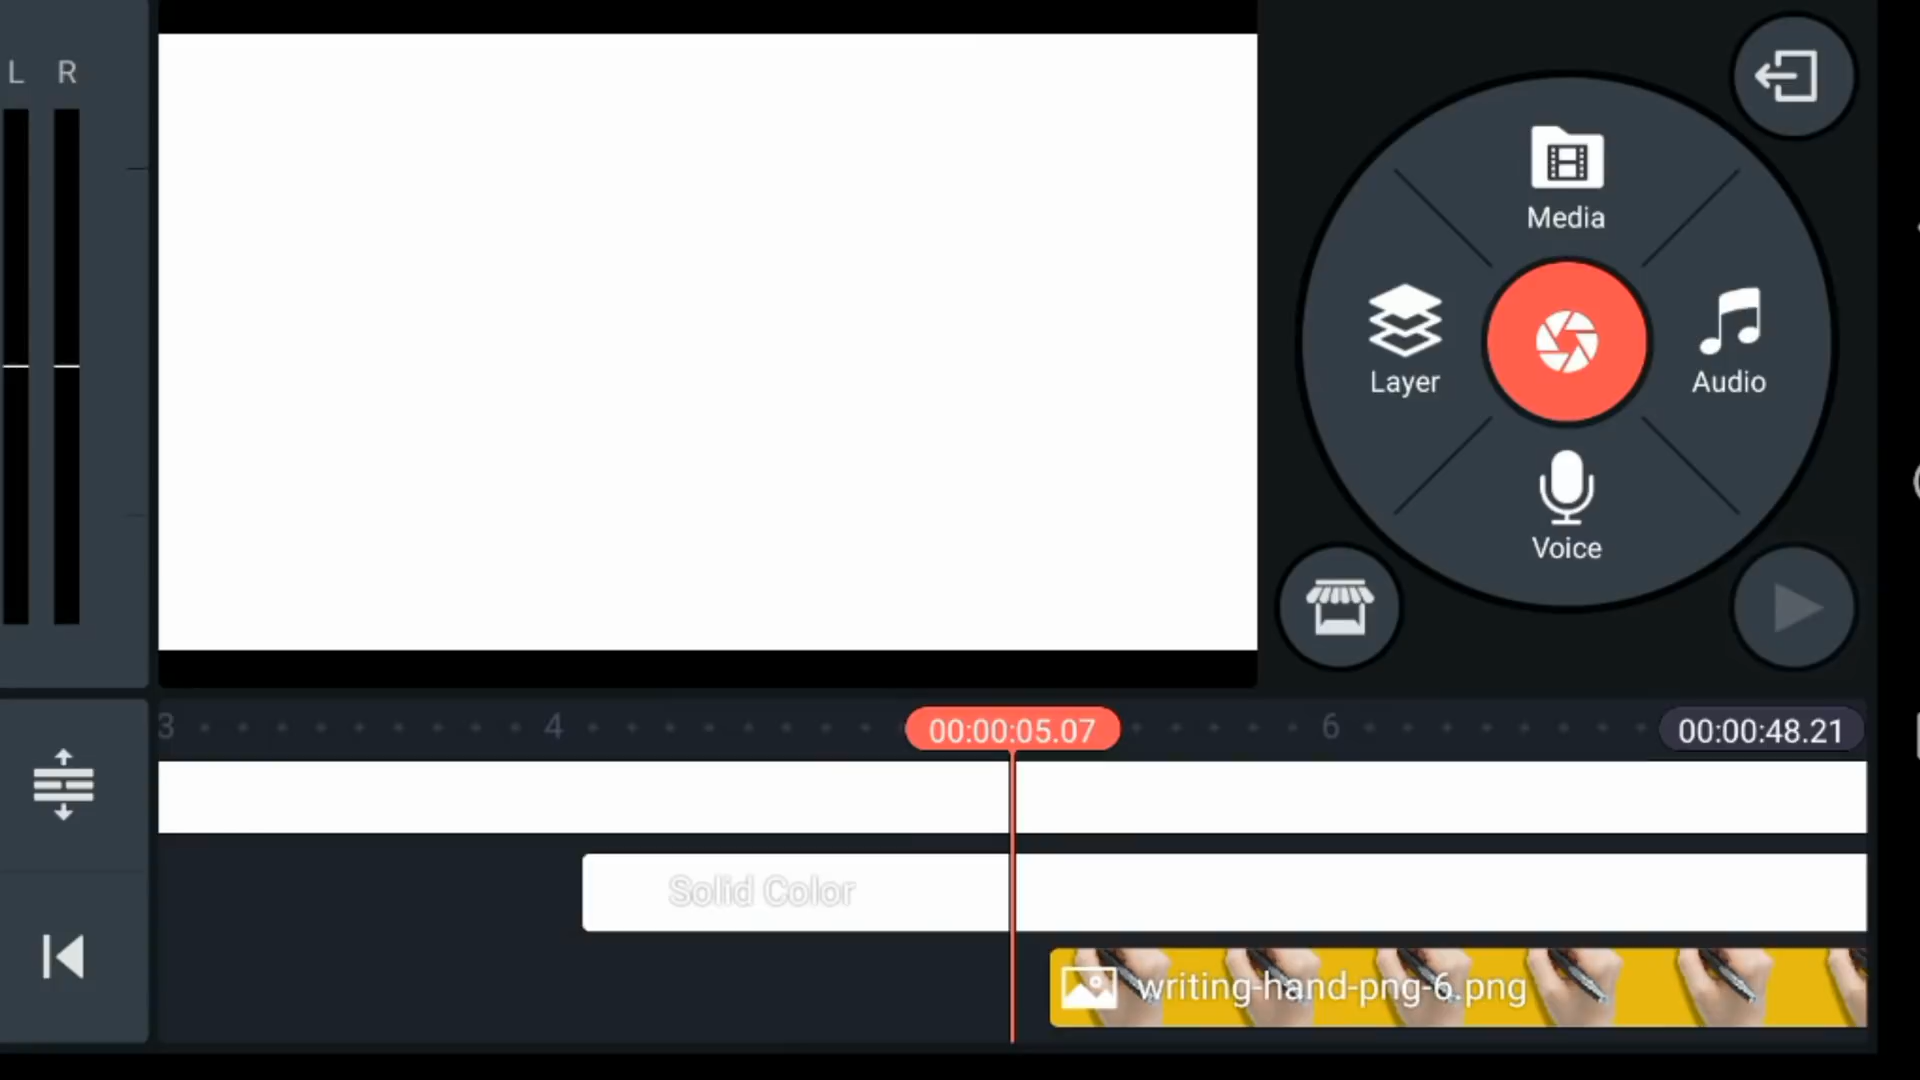 L R
Media
Layer
Audio
Voice
3 4 00:00:05.07 6 00:00:48.21
Solid Color
writing-hand-png-6.png